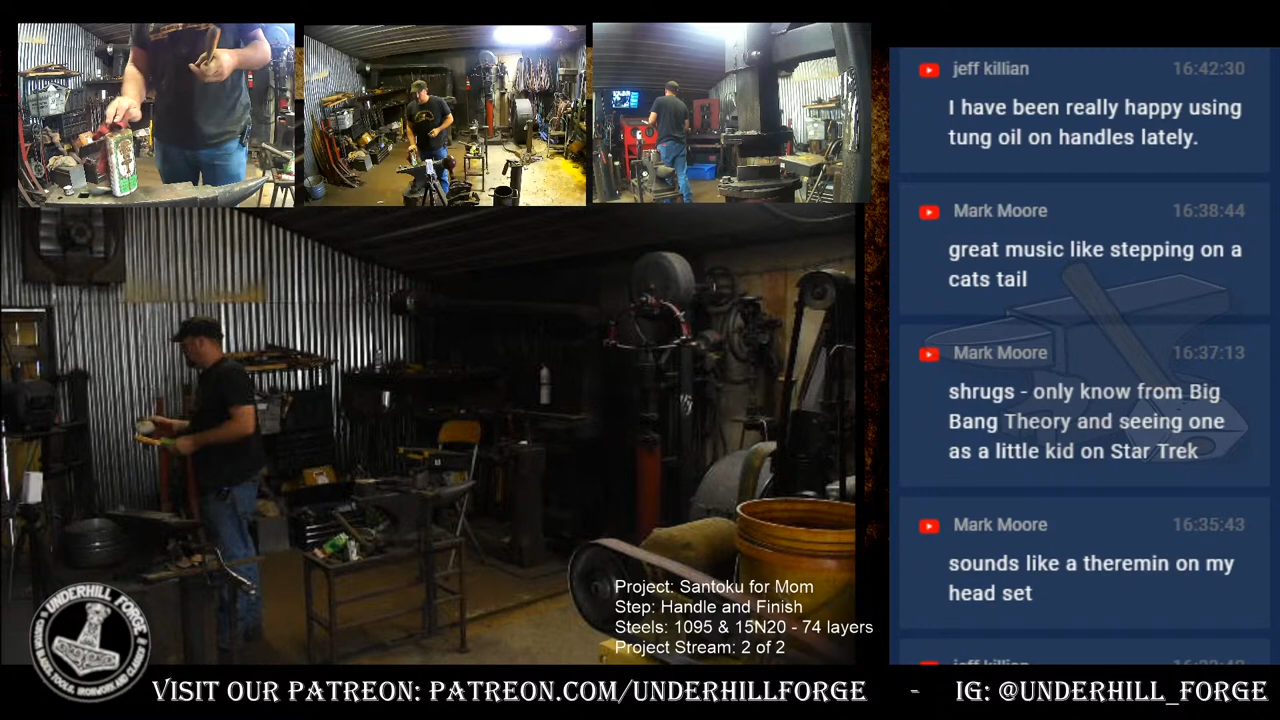 jeff killian 16:42:30
I have been really happy using
tung oil on handles lately.
Mark Moore 16:38:44
great music like stepping on a
cats tail
Mark Moore 16:37:13
shrugs - only know from Big
Bang Theory and seeing one
as a little kid on Star Trek
Mark Moore 16:35:43
sounds like a theremin on my
head set
Project: Santoku for Mom
Step: Handle and Finish
Steels: 1095 & 15N20 - 74 layers
Project Stream: 2 of 2
UNDERHILL FORGE
VISIT OUR PATREON: PATREON.COM/UNDERHILLFORGE - IG: @UNDERHILL_FORGE